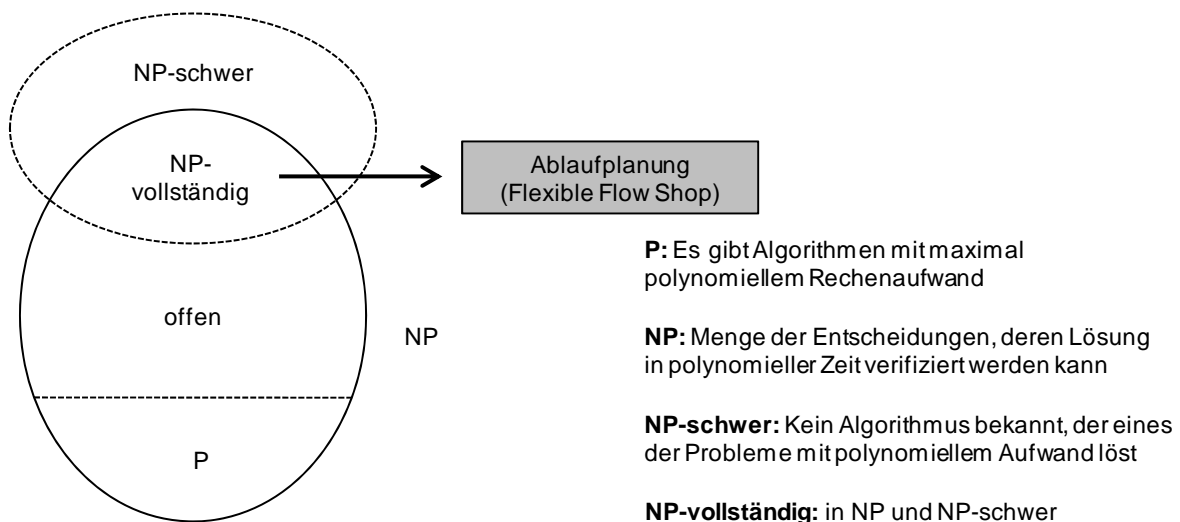 NP-schwer
NP-
vollständig
Ablaufplanung
(Flexible Flow Shop)
offen
NP
P
P: Es gibt Algorithmen mit maximal
polynomiellem Rechenaufwand
NP: Menge der Entscheidungen, deren Lösung
in polynomieller Zeit verifiziert werden kann
NP-schwer: Kein Algorithmus bekannt, der eines
der Probleme mit polynomiellem Aufwand löst
NP-vollständig: in NP und NP-schwer